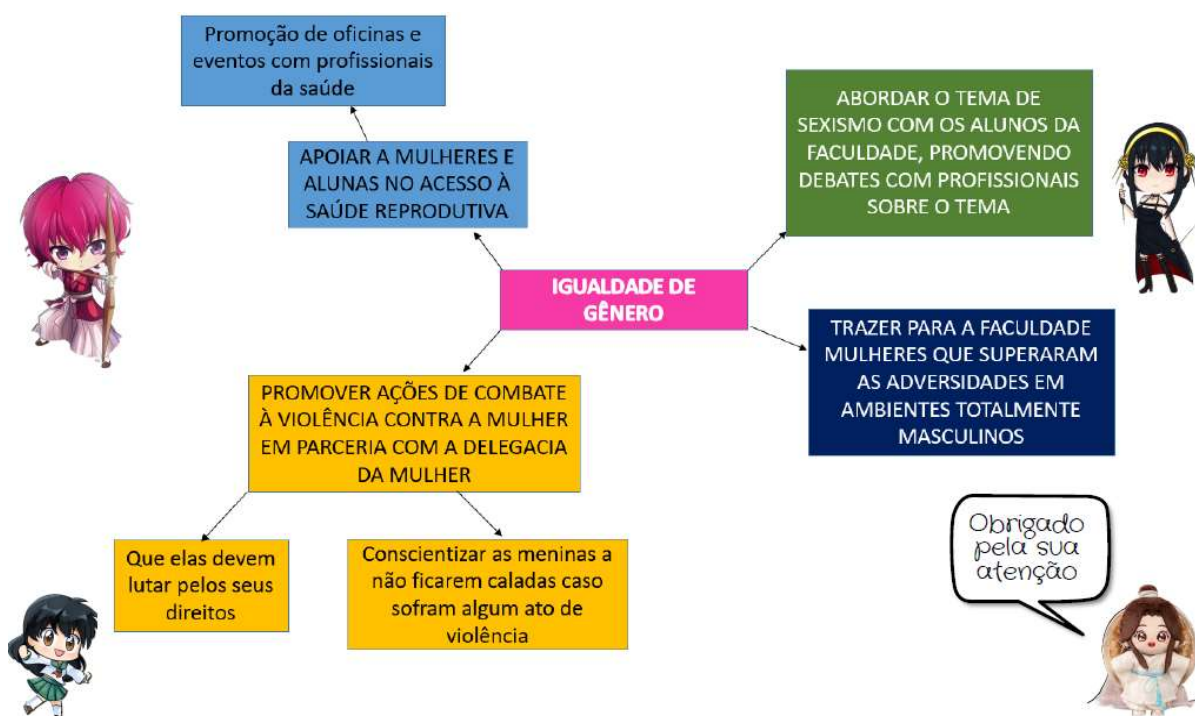 Promoção de oficinas e
eventos com profissionais
da saúde
APOIAR A MULHERES E
ALUNAS NO ACESSO À
SAÚDE REPRODUTIVA
ABORDAR O TEMA DE
SEXISMO COM OS ALUNOS DA
FACULDADE, PROMOVENDO
DEBATES COM PROFISSIONAIS
SOBRE O TEMA
IGUALDADE DE
GÊNERO
TRAZER PARA A FACULDADE
MULHERES QUE SUPERARAM
AS ADVERSIDADES EM
AMBIENTES TOTALMENTE
MASCULINOS
PROMOVER AÇÕES DE COMBATE
À VIOLÊNCIA CONTRA A MULHER
EM PARCERIA COM A DELEGACIA
DA MULHER
Que elas devem
lutar pelos seus
direitos
Conscientizar as meninas a
não ficarem caladas caso
sofram algum ato de
violência
Obrigado
pela sua
atenção